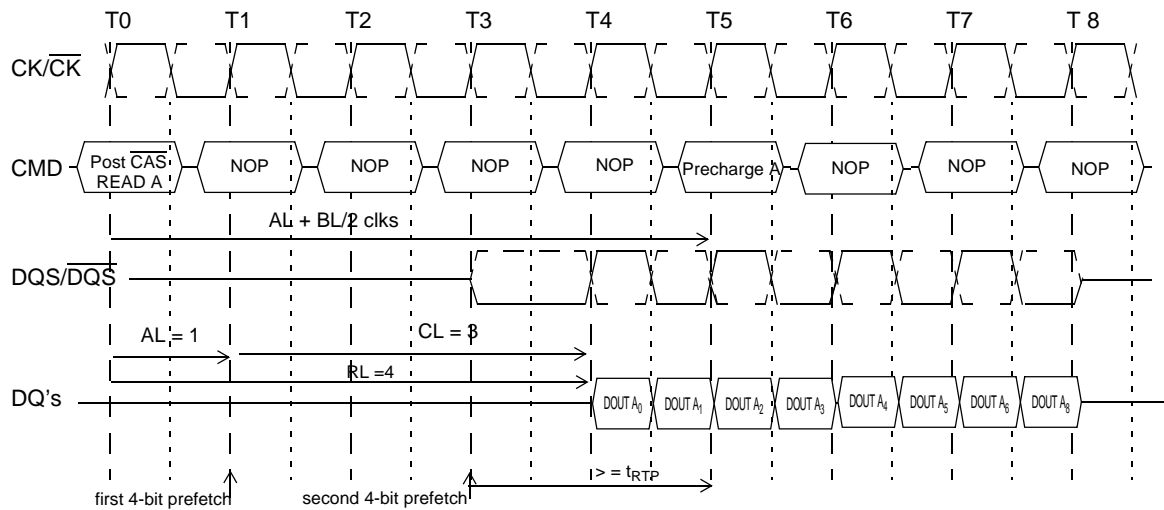 T0 T1 T2 T3 T4 T5 T6 T7 T 8
CK/CK
CMD Post CAS READ A NOP NOP NOP NOP Precharge A NOP NOP NOP
AL + BL/2 clks
DQS/DQS
AL = 1 CL = 3
RL =4
DQ's DOUT A0 DOUT A1 DOUT A2 DOUT A3 DOUT A4 DOUT A5 DOUT A6 DOUT A8
> = tRTP
first 4-bit prefetch second 4-bit prefetch